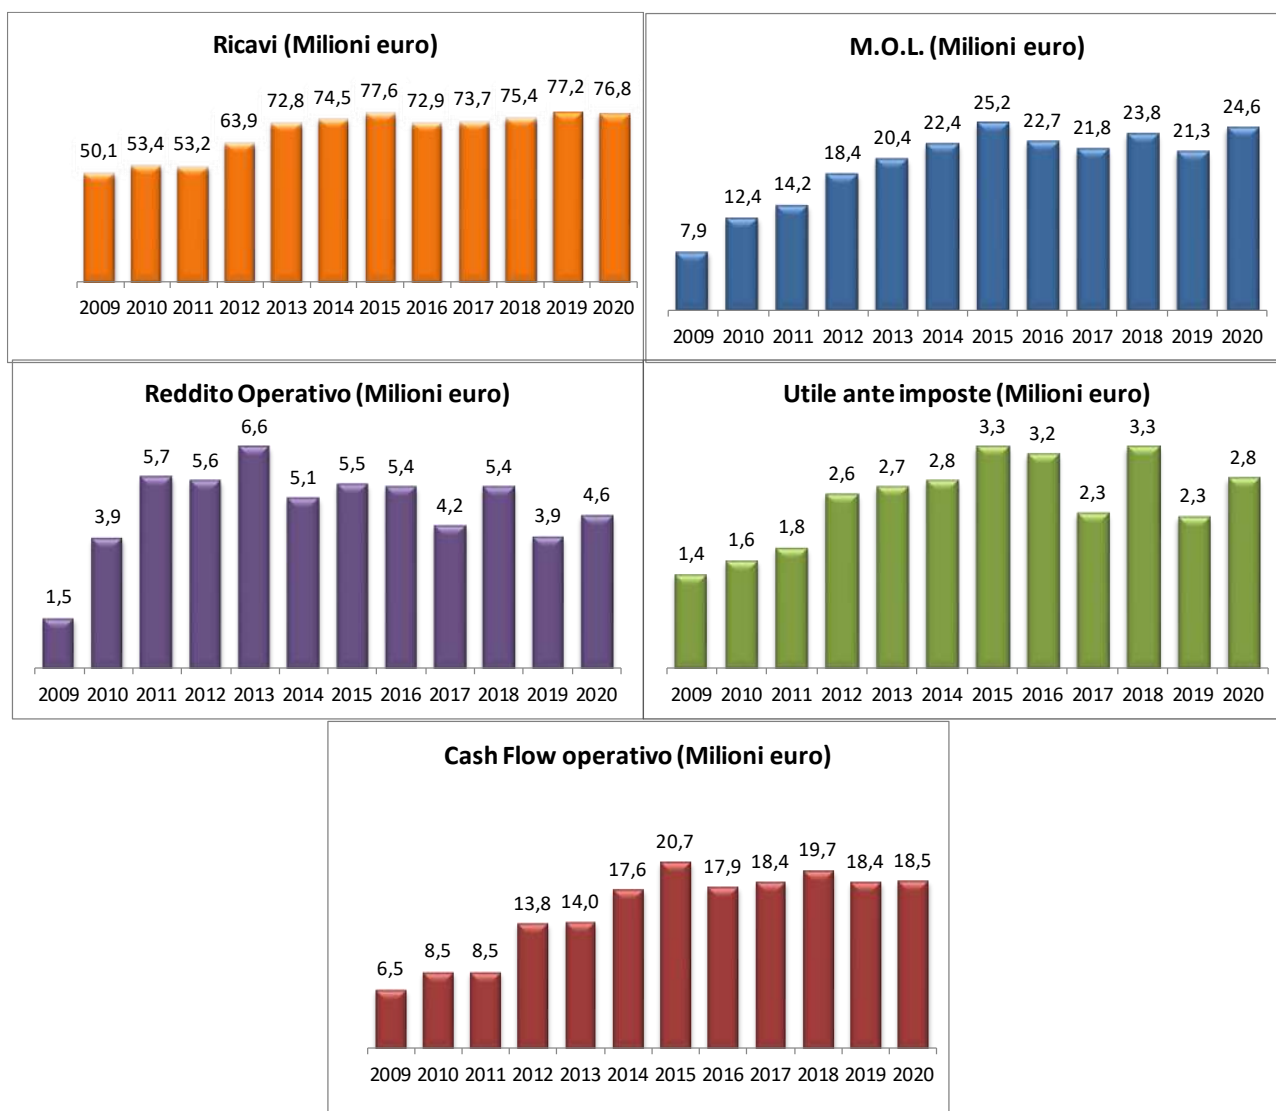 Ricavi (Milioni euro)
50,1 53,4 53,2 63,9 72,8 74,5 77,6 72,9 73,7 75,4 77,2 76,8
2009 2010 2011 2012 2013 2014 2015 2016 2017 2018 2019 2020
M.O.L. (Milioni euro)
7,9 12,4 14,2 18,4 20,4 22,4 25,2 22,7 21,8 23,8 21,3 24,6
2009 2010 2011 2012 2013 2014 2015 2016 2017 2018 2019 2020
Reddito Operativo (Milioni euro)
1,5 3,9 5,7 5,6 6,6 5,1 5,5 5,4 4,2 5,4 3,9 4,6
2009 2010 2011 2012 2013 2014 2015 2016 2017 2018 2019 2020
Utile ante imposte (Milioni euro)
1,4 1,6 1,8 2,6 2,7 2,8 3,3 3,2 2,3 3,3 2,3 2,8
2009 2010 2011 2012 2013 2014 2015 2016 2017 2018 2019 2020
Cash Flow operativo (Milioni euro)
6,5 8,5 8,5 13,8 14,0 17,6 20,7 17,9 18,4 19,7 18,4 18,5
2009 2010 2011 2012 2013 2014 2015 2016 2017 2018 2019 2020